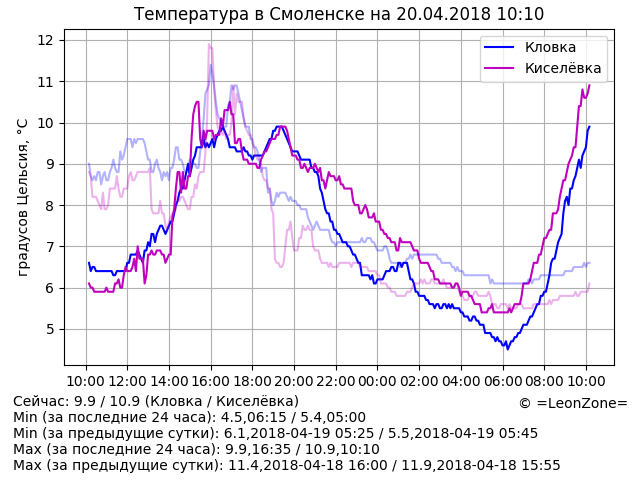 Температура в Смоленске на 20.04.2018 10:10
Кловка
Киселёвка
градусов Цельсия, °C
12
11
10
9
8
7
6
5
10:00 12:00 14:00 16:00 18:00 20:00 22:00 00:00 02:00 04:00 06:00 08:00 10:00
Сейчас: 9.9 / 10.9 (Кловка / Киселёвка)
© =LeonZone=
Min (за последние 24 часа): 4.5,06:15 / 5.4,05:00
Min (за предыдущие сутки): 6.1,2018-04-19 05:25 / 5.5,2018-04-19 05:45
Max (за последние 24 часа): 9.9,16:35 / 10.9,10:10
Max (за предыдущие сутки): 11.4,2018-04-18 16:00 / 11.9,2018-04-18 15:55